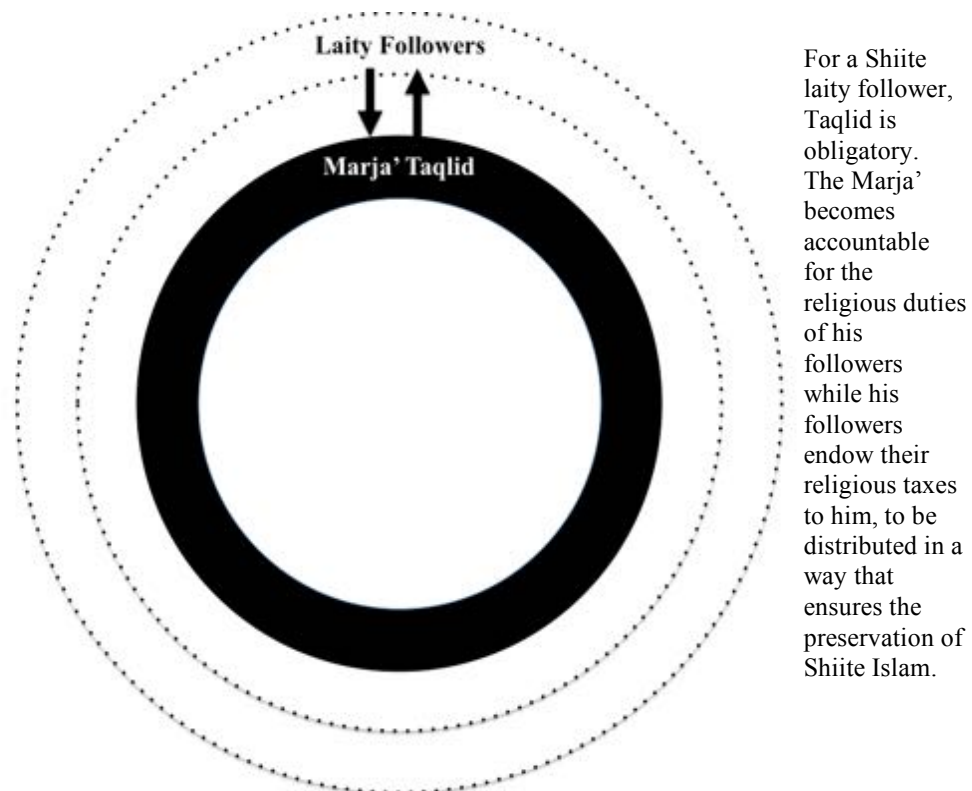 Laity Followers
Marja’ Taqlid
For a Shiite
laity follower,
Taqlid is
obligatory.
The Marja’
becomes
accountable
for the
religious duties
of his
followers
while his
followers
endow their
religious taxes
to him, to be
distributed in a
way that
ensures the
preservation of
Shiite Islam.